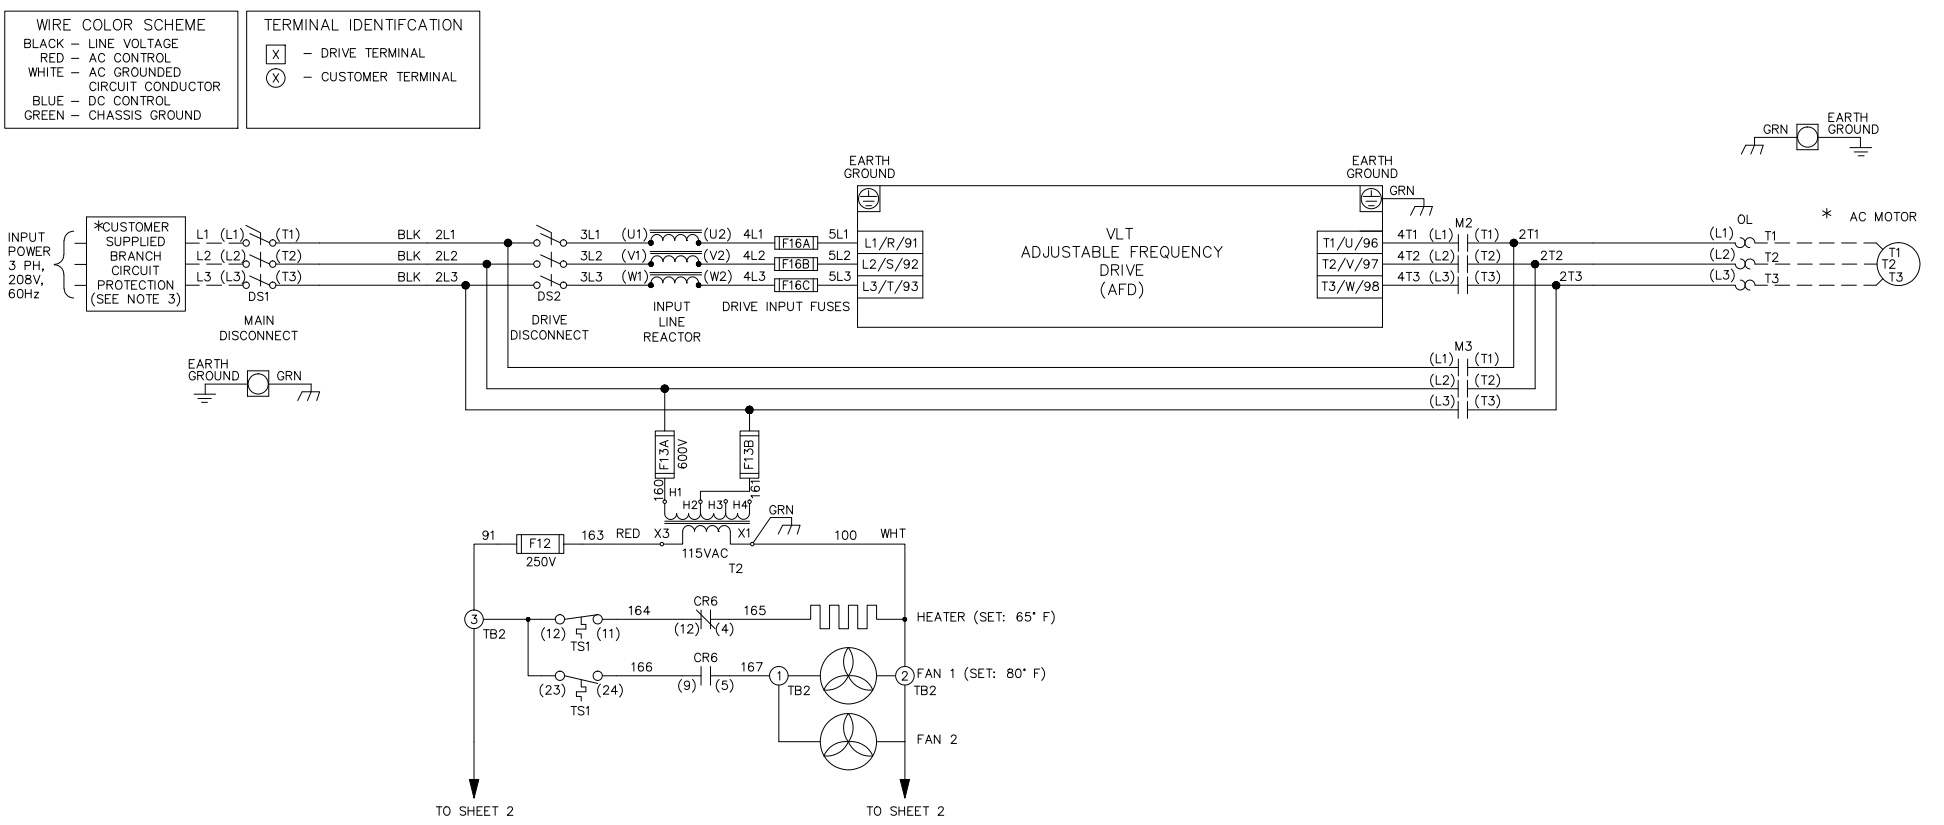 WIRE COLOR SCHEME
BLACK – LINE VOLTAGE
RED – AC CONTROL
WHITE – AC GROUNDED
CIRCUIT CONDUCTOR
BLUE – DC CONTROL
GREEN – CHASSIS GROUND
TERMINAL IDENTIFCATION
X – DRIVE TERMINAL
X – CUSTOMER TERMINAL
GRN
EARTH
GROUND
INPUT
POWER
3 PH,
208V,
60Hz
*CUSTOMER
SUPPLIED
BRANCH
CIRCUIT
PROTECTION
(SEE NOTE 3)
L1 (L1) (T1)
L2 (L2) (T2)
L3 (L3) (T3)
DS1
MAIN
DISCONNECT
BLK 2L1
BLK 2L2
BLK 2L3
DS2
DRIVE
DISCONNECT
3L1 (U1) (U2) 4L1 F16A 5L1
3L2 (V1) (V2) 4L2 F16B 5L2
3L3 (W1) (W2) 4L3 F16C 5L3
INPUT
LINE
REACTOR
DRIVE INPUT FUSES
EARTH
GROUND
L1/R/91
L2/S/92
L3/T/93
VLT
ADJUSTABLE FREQUENCY
DRIVE
(AFD)
EARTH
GROUND
GRN
T1/U/96
T2/V/97
T3/W/98
M2
4T1 (L1) (T1) 2T1
4T2 (L2) (T2) 2T2
4T3 (L3) (T3) 2T3
OL
(L1) T1
(L2) T2
(L3) T3
* AC MOTOR
T1
T2
T3
EARTH
GROUND
GRN
M3
(L1) (T1)
(L2) (T2)
(L3) (T3)
F13A
600V
F13B
160
161
H1
H2
H3
H4
GRN
91
F12
250V
163
RED
X3
X1
115VAC
T2
100
WHT
3
TB2
(12)
(11)
TS1
164
CR6
(12)
(4)
165
HEATER (SET: 65° F)
(23)
(24)
TS1
166
CR6
(9)
(5)
167
1
TB2
2
TB2
FAN 1 (SET: 80° F)
FAN 2
TO SHEET 2
TO SHEET 2